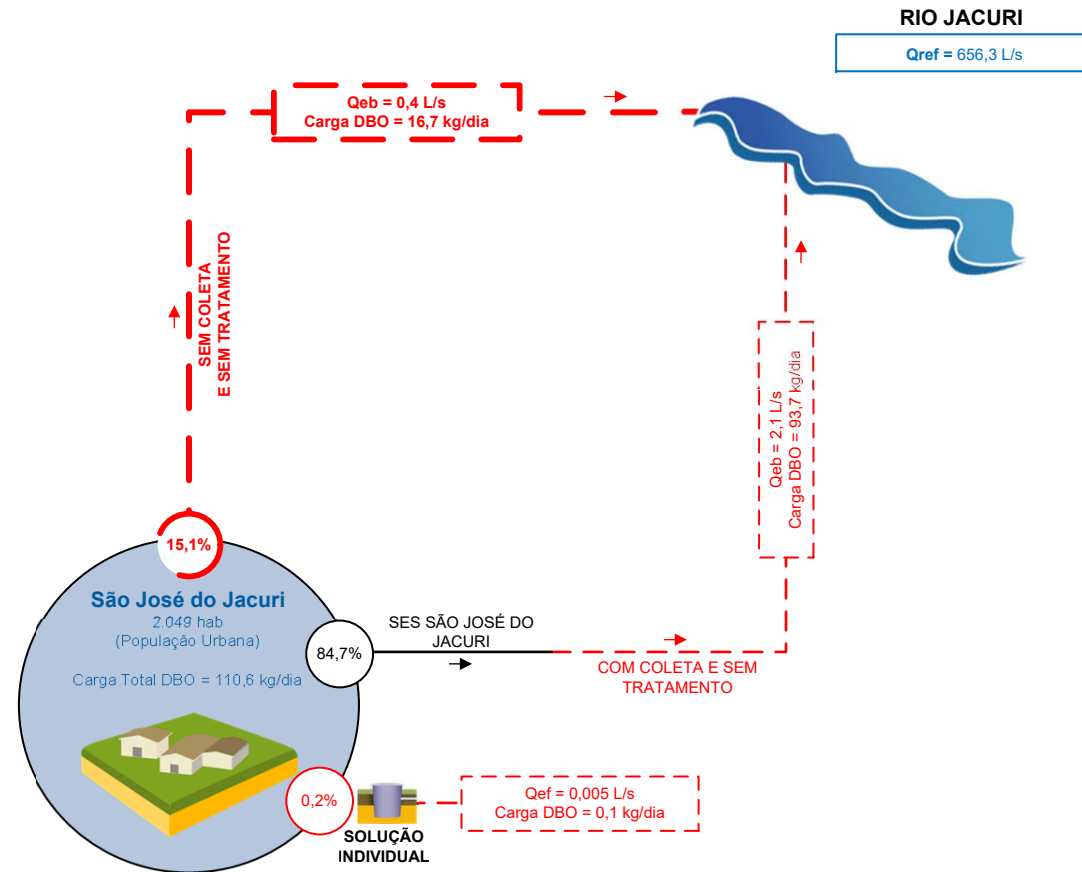 RIO JACURI
Qref = 656,3 L/s
Qeb = 0,4 L/s
Carga DBO = 16,7 kg/dia
SEM COLETA
E SEM TRATAMENTO
Qeb = 2,1 L/s
Carga DBO = 93,7 kg/dia
15,1%
São José do Jacuri
2.049 hab
(População Urbana)
Carga Total DBO = 110,6 kg/dia
84,7%
SES SÃO JOSÉ DO
JACURI
COM COLETA E SEM
TRATAMENTO
0,2%
SOLUÇÃO
INDIVIDUAL
Qef = 0,005 L/s
Carga DBO = 0,1 kg/dia